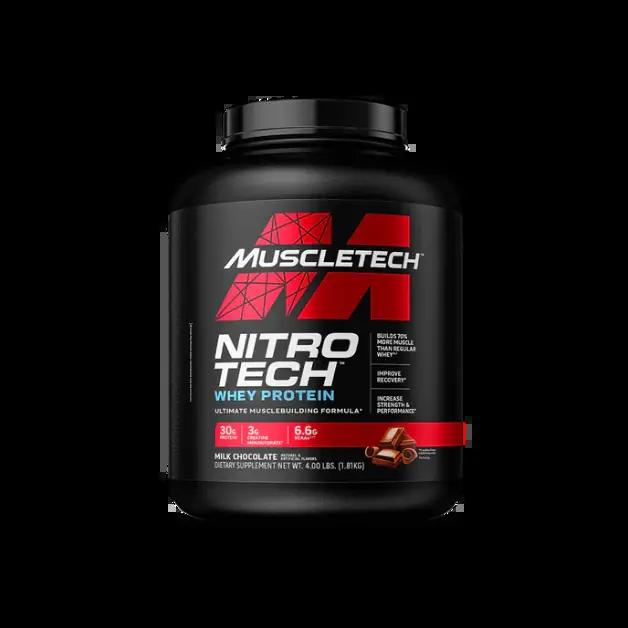 MUSCLETECH™
NITRO
TECH™
WHEY PROTEIN
ULTIMATE MUSCLEBUILDING FORMULA*
BUILDS 70%
MORE MUSCLE
THAN REGULAR
WHEY
IMPROVE
RECOVERY*
INCREASE
STRENGTH &
PERFORMANCE*
30G
PROTEIN
3G
CREATINE
MONOHYDRATE
6.6G
BCAAs
MILK CHOCOLATE NATURAL &
ARTIFICIAL FLAVORS
DIETARY SUPPLEMENT NET WT. 4.00 LBS. (1.81KG)